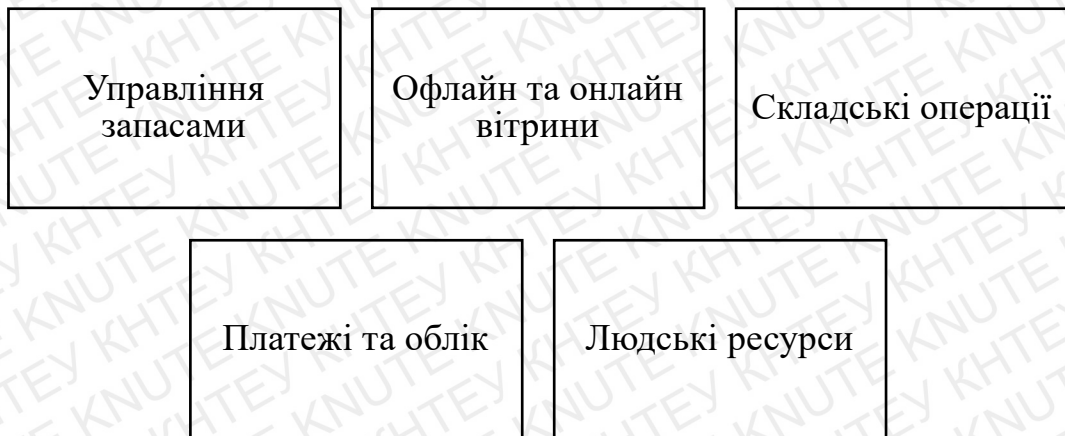 Управління
запасами
Офлайн та онлайн
вітрини
Складські операції
Платежі та облік
Людські ресурси